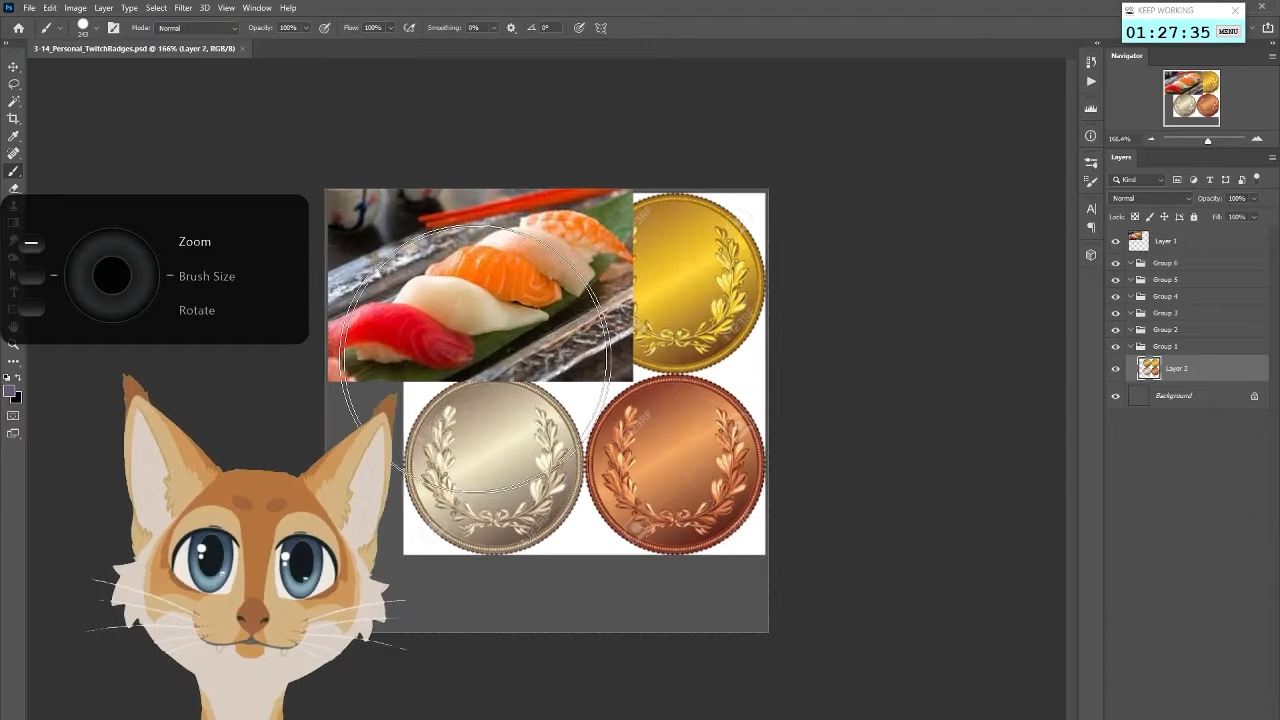 Ps File Edit Image Layer Type Select Filter 3D View Window Help
KEEP WORKING
01:27:35 MENU
243 Mode: Normal Opacity: 100% Flow: 100% Smoothing: 0% 0°
3-14_Personal_TwitchBadges.psd @ 166% (Layer 2, RGB/8)
Navigator
166.4%
Layers
Kind
Normal Opacity: 100%
Lock: Fill: 100%
Layer 1
Group 6
Group 5
Group 4
Group 3
Group 2
Group 1
Layer 2
Background
Zoom
Brush Size
Rotate